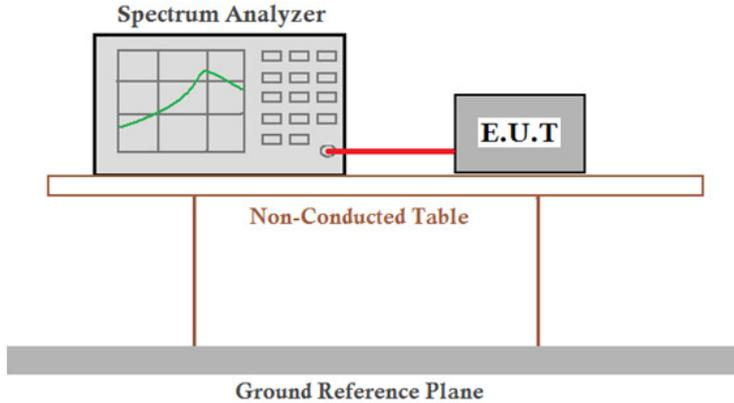 Spectrum Analyzer
E.U.T
Non-Conducted Table
Ground Reference Plane